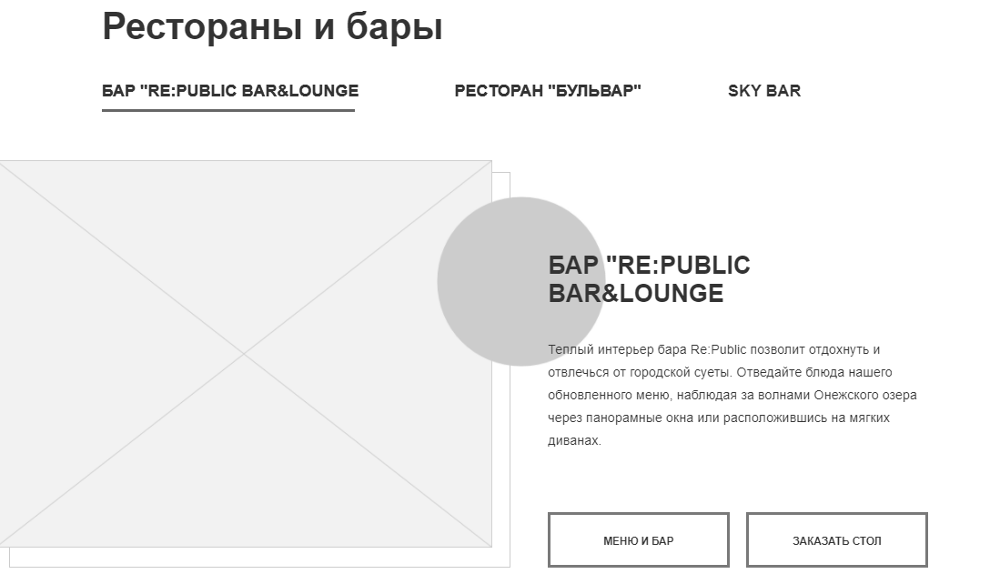 Рестораны и бары
БАР "RE:PUBLIC BAR&LOUNGE
РЕСТОРАН "БУЛЬВАР"
SKY BAR
БАР "RE:PUBLIC
BAR&LOUNGE
Теплый интерьер бара Re:Public позволит отдохнуть и
отвлечься от городской суеты. Отведайте блюда нашего
обновленного меню, наблюдая за волнами Онежского озера
через панорамные окна или расположившись на мягких
диванах.
МЕНЮ И БАР
ЗАКАЗАТЬ СТОЛ